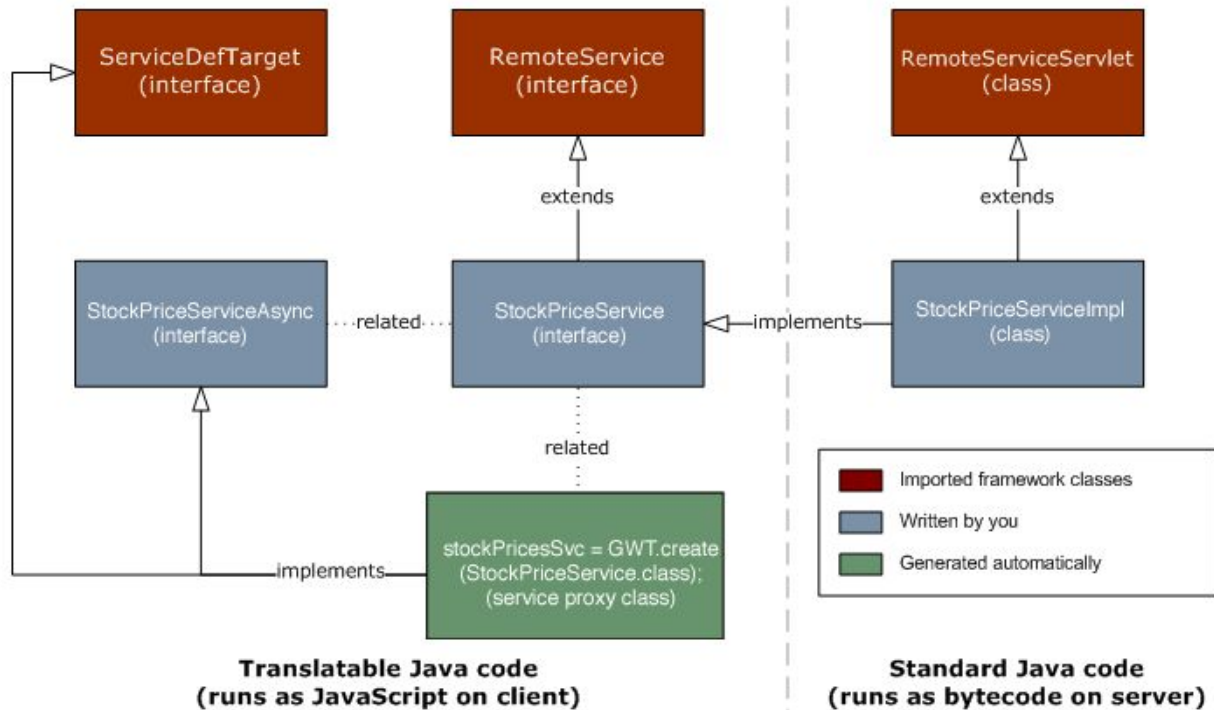 ServiceDefTarget
(interface)
RemoteService
(interface)
RemoteServiceServlet
(class)
extends
extends
StockPriceServiceAsync
(interface)
related
StockPriceService
(interface)
implements
StockPriceServiceImpl
(class)
related
Imported framework classes
Written by you
Generated automatically
implements
stockPricesSvc = GWT.create
(StockPriceService.class);
(service proxy class)
Translatable Java code
(runs as JavaScript on client)
Standard Java code
(runs as bytecode on server)